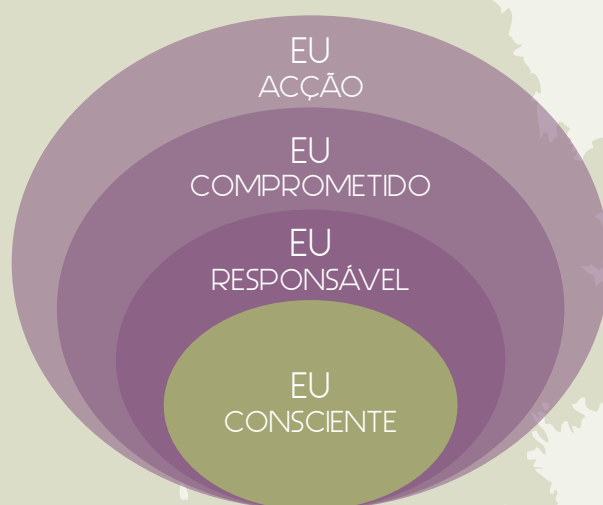 EU
ACÇÃO
EU
COMPROMETIDO
EU
RESPONSÁVEL
EU
CONSCIENTE